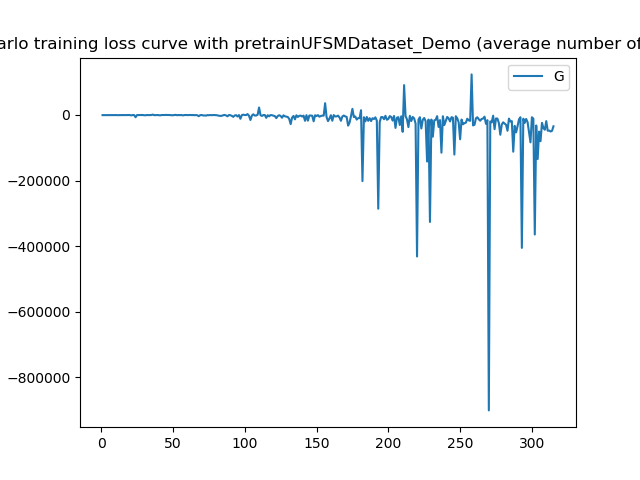 arlo training loss curve with pretrainUFSMDataset_Demo (average number of
G
0
−200000
−400000
−600000
−800000
0 50 100 150 200 250 300